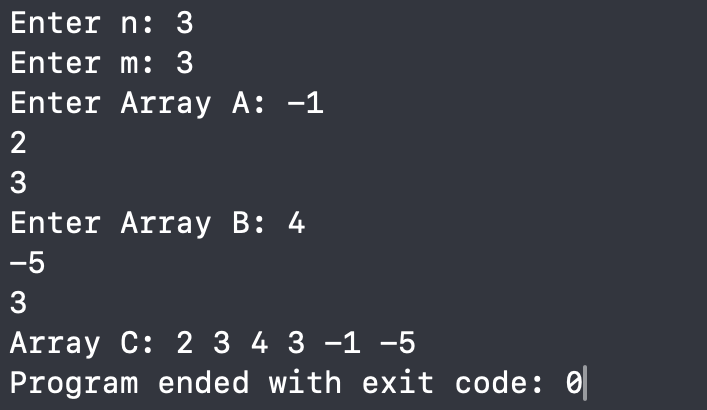 Enter n: 3
Enter m: 3
Enter Array A: -1
2
3
Enter Array B: 4
-5
3
Array C: 2 3 4 3 -1 -5
Program ended with exit code: 0